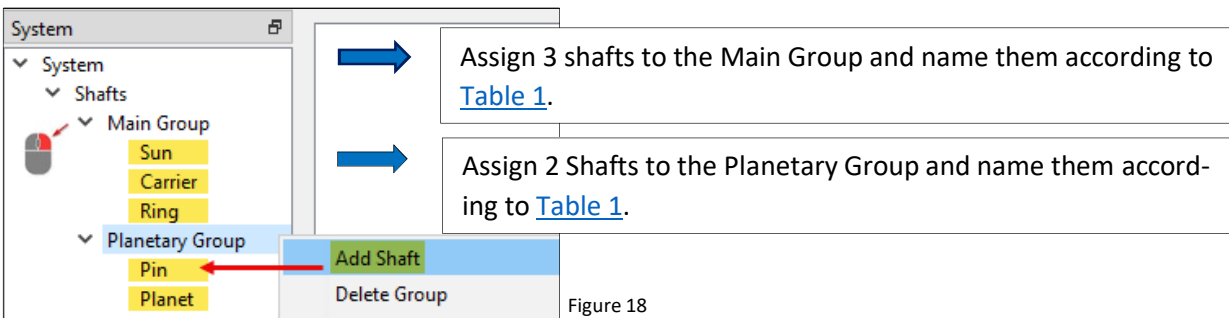 System
System
Shafts
Main Group
Sun
Carrier
Ring
Planetary Group
Pin
Planet
Add Shaft
Delete Group
Assign 3 shafts to the Main Group and name them according to
Table 1.
Assign 2 Shafts to the Planetary Group and name them accord-
ing to Table 1.
Figure 18